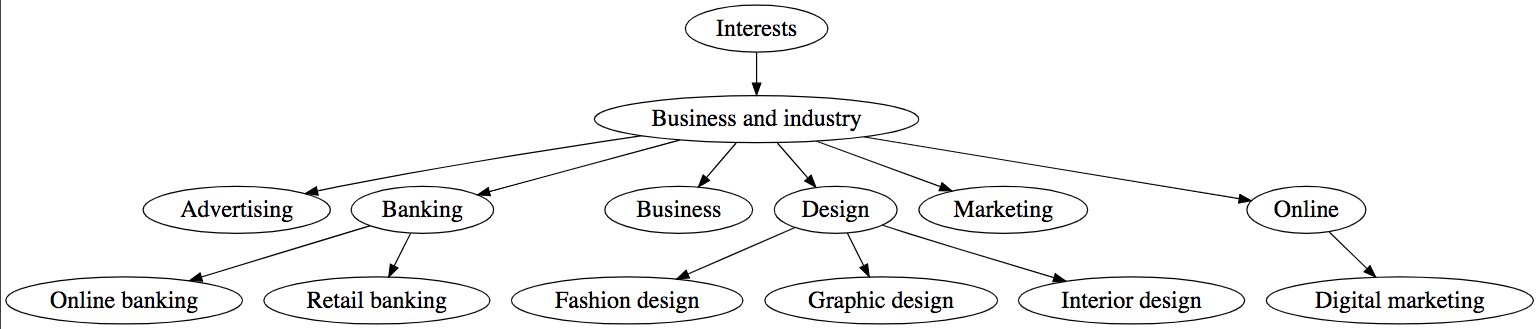 Interests
Business and industry
Advertising
Banking
Business
Design
Marketing
Online
Online banking
Retail banking
Fashion design
Graphic design
Interior design
Digital marketing